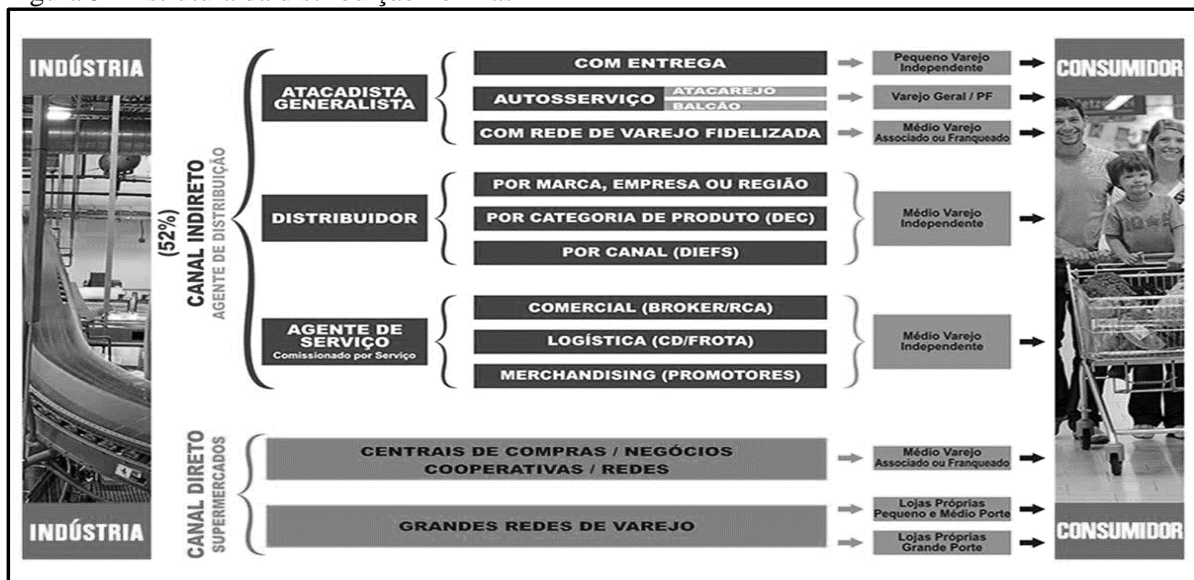 INDÚSTRIA
CONSUMIDOR
(52%)
CANAL INDIRETO
AGENTE DE DISTRIBUIÇÃO
ATACADISTA
GENERALISTA
COM ENTREGA
Pequeno Varejo
Independente
AUTOSSERVIÇO
ATACAREJO
BALCÃO
Varejo Geral / PF
COM REDE DE VAREJO FIDELIZADA
Médio Varejo
Associado ou Franqueado
DISTRIBUIDOR
POR MARCA, EMPRESA OU REGIÃO
POR CATEGORIA DE PRODUTO (DEC)
POR CANAL (DIEFS)
Médio Varejo
Independente
AGENTE DE
SERVIÇO
Comissionado por Serviço
COMERCIAL (BROKER/RCA)
LOGÍSTICA (CD/FROTA)
MERCHANDISING (PROMOTORES)
Médio Varejo
Independente
CANAL DIRETO
SUPERMERCADOS
CENTRAIS DE COMPRAS / NEGÓCIOS
COOPERATIVAS / REDES
Médio Varejo
Associado ou Franqueado
GRANDES REDES DE VAREJO
Lojas Próprias
Pequeno e Médio Porte
Lojas Próprias
Grande Porte
INDÚSTRIA
CONSUMIDOR